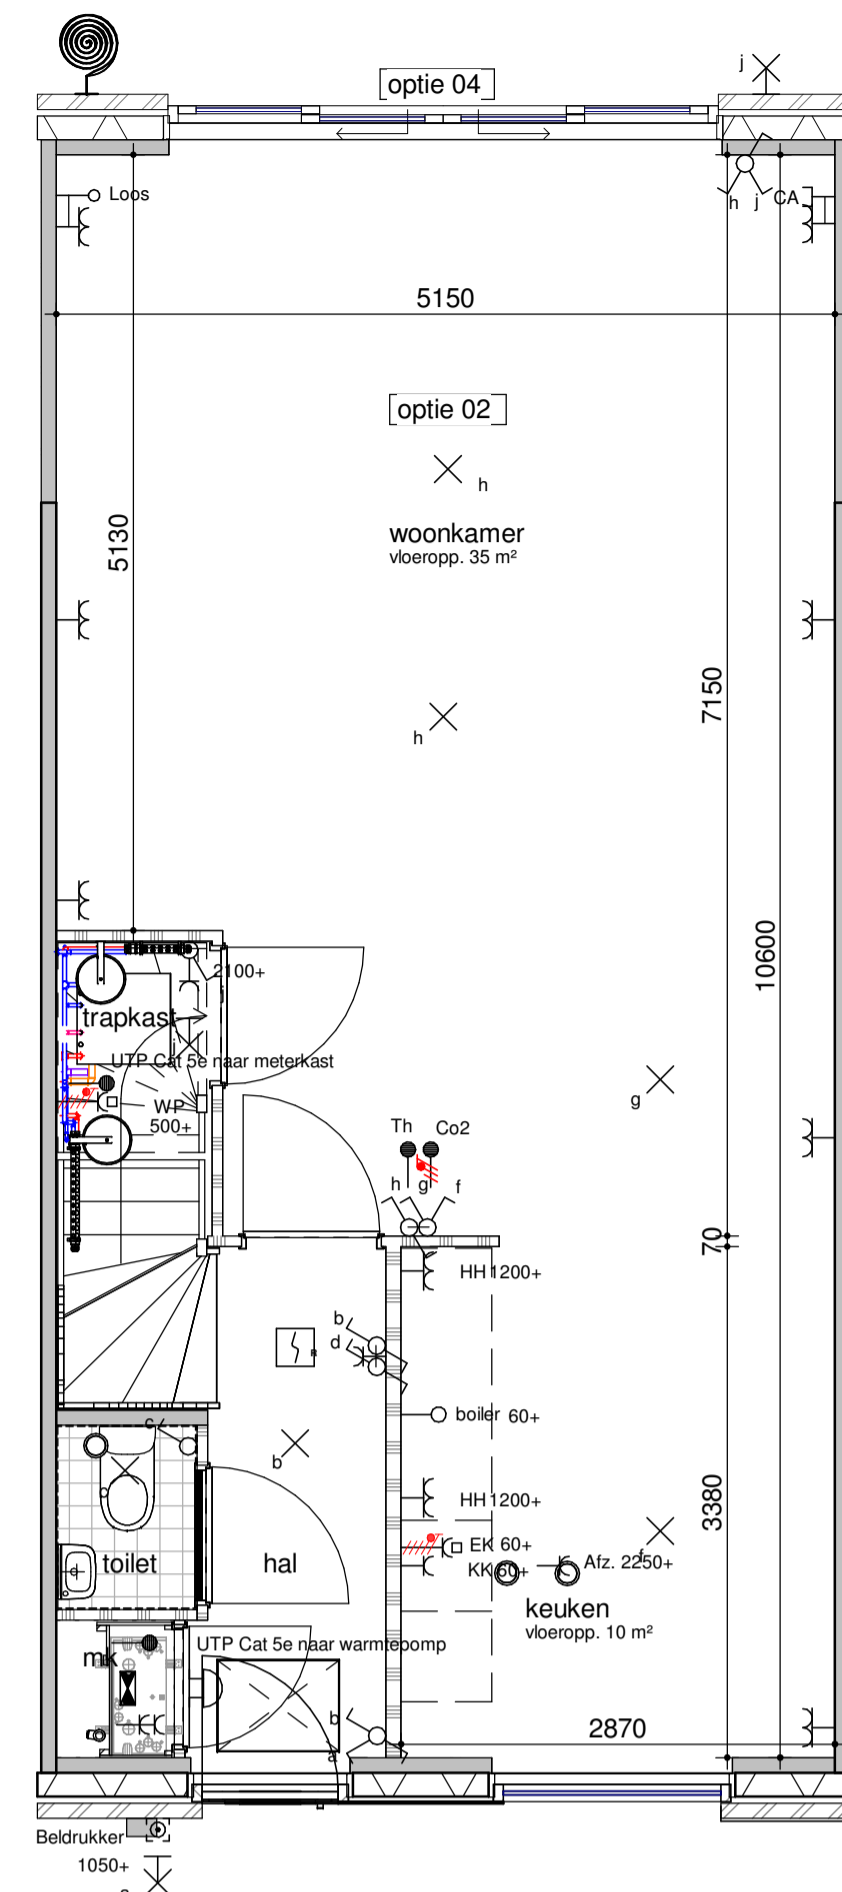 optie 04
j
Loos
h j CA
5150
optie 02
h
woonkamer
vloeropp. 35 m²
5130
7150
h
10600
2100+
trapkast
UTP Cat 5e naar meterkast
WP
500+
g
Th Co2
h g f
70
HH 1200+
b
d
boiler 60+
c
b
HH 1200+
3380
EK 60+
f
Afz. 2250+
KK 60+
toilet
hal
keuken
vloeropp. 10 m²
UTP Cat 5e naar warmtepomp
mk
b
2870
a
Beldrukker
1050+